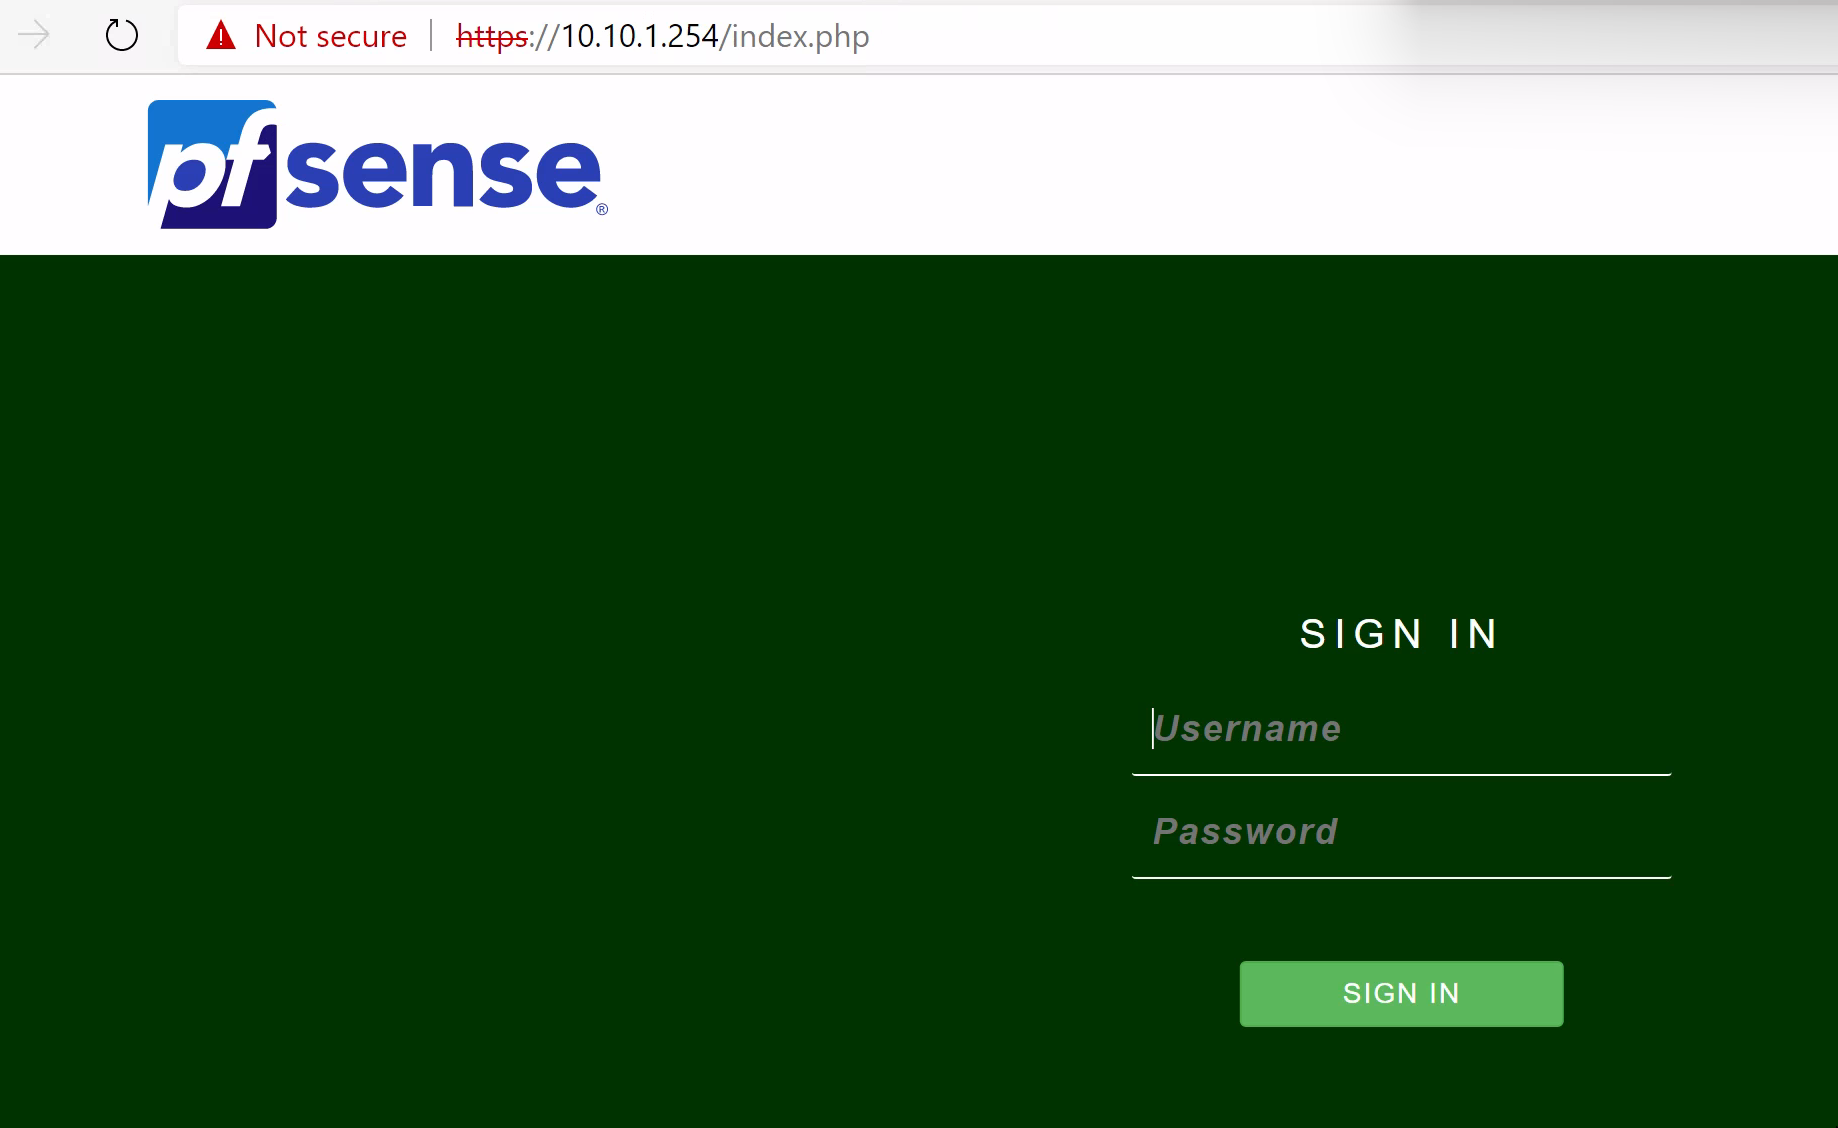 Not secure | https://10.10.1.254/index.php
pfsense®
SIGN IN
Username
Password
SIGN IN